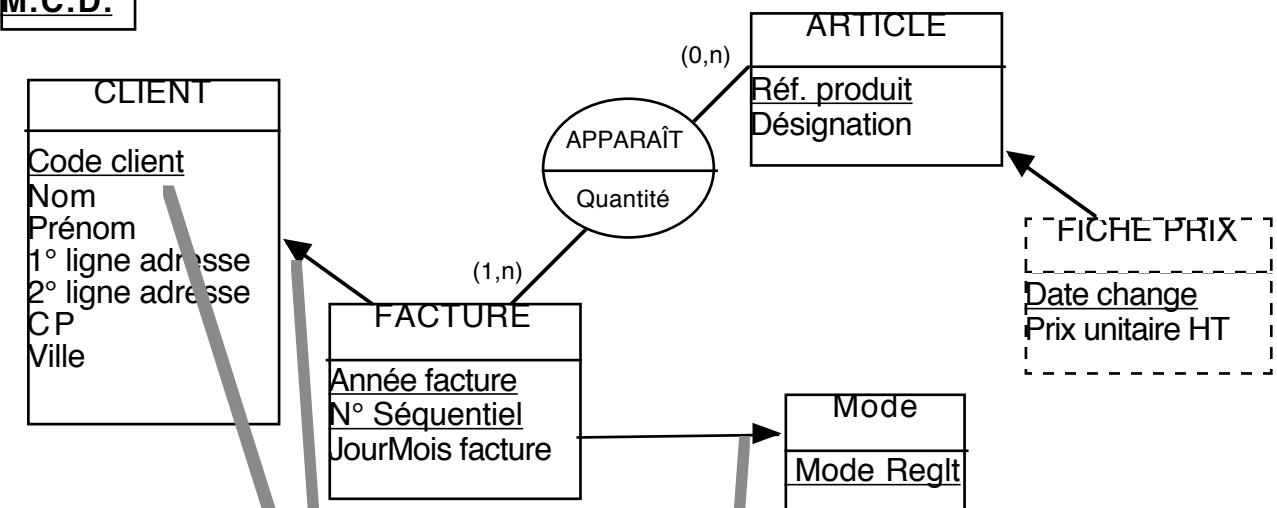 M.C.D.
ARTICLE
(0,n)
Réf. produit
Désignation
CLIENT
Code client
Nom
Prénom
1° ligne adresse
2° ligne adresse
CP
Ville
APPARAÎT
Quantité
FICHE PRIX
Date change
Prix unitaire HT
(1,n)
FACTURE
Année facture
N° Séquentiel
JourMois facture
Mode
Mode Reglt